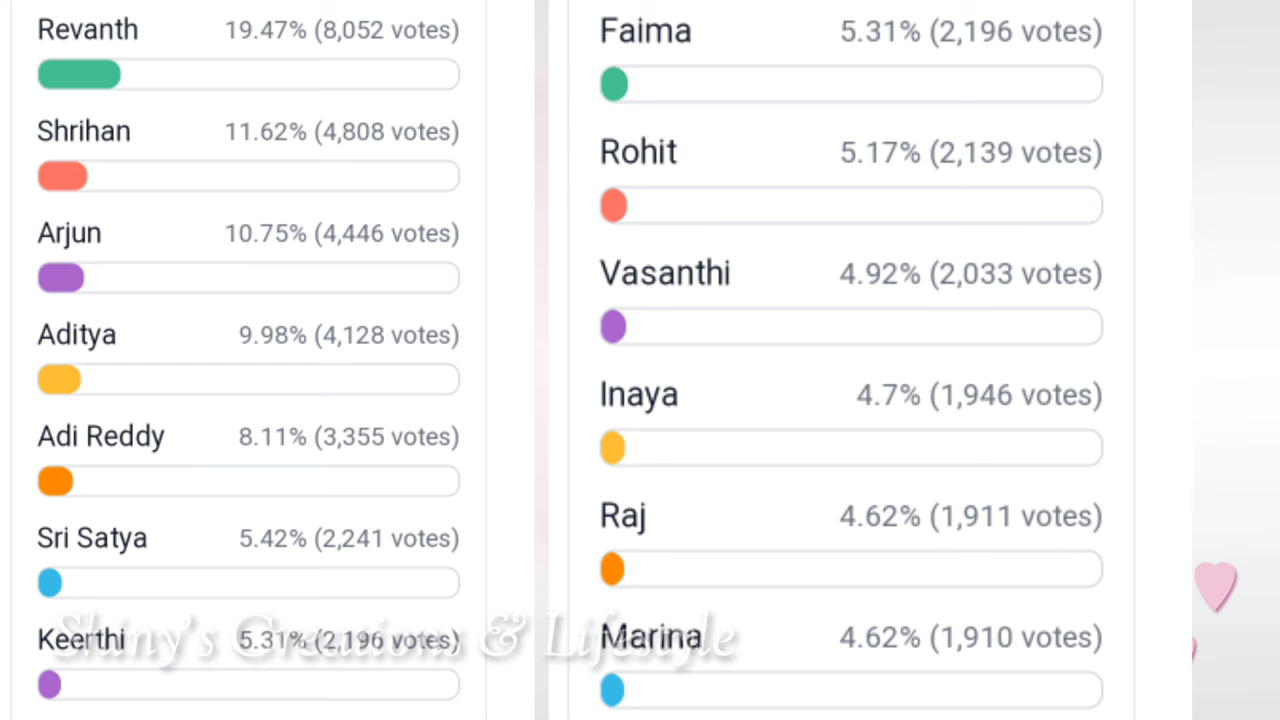 Revanth 19.47% (8,052 votes)
Shrihan 11.62% (4,808 votes)
Arjun 10.75% (4,446 votes)
Aditya 9.98% (4,128 votes)
Adi Reddy 8.11% (3,355 votes)
Sri Satya 5.42% (2,241 votes)
Keerthi 5.31% (2,196 votes)
Faima 5.31% (2,196 votes)
Rohit 5.17% (2,139 votes)
Vasanthi 4.92% (2,033 votes)
Inaya 4.7% (1,946 votes)
Raj 4.62% (1,911 votes)
Marina 4.62% (1,910 votes)
Shiny's Creations & Lifestyle